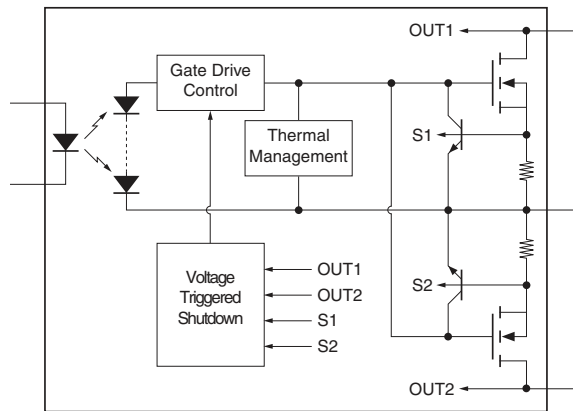 OUT1
Gate Drive
Control
S1
Thermal
Management
Voltage
Triggered
Shutdown
OUT1
OUT2
S1
S2
S2
OUT2